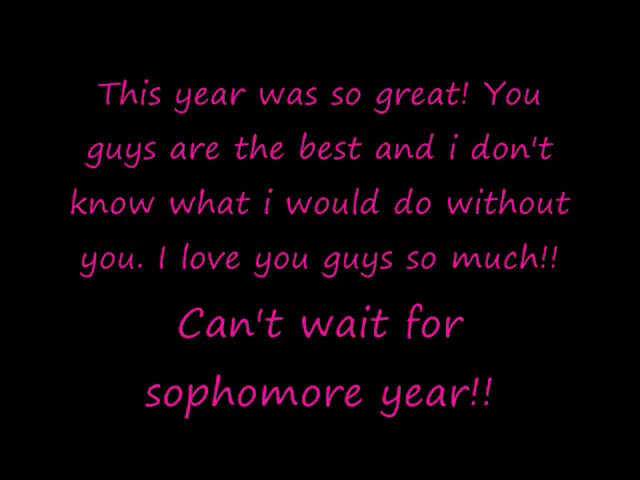 This year was so great! You
guys are the best and i don't
know what i would do without
you. I love you guys so much!!
Can't wait for
sophomore year!!